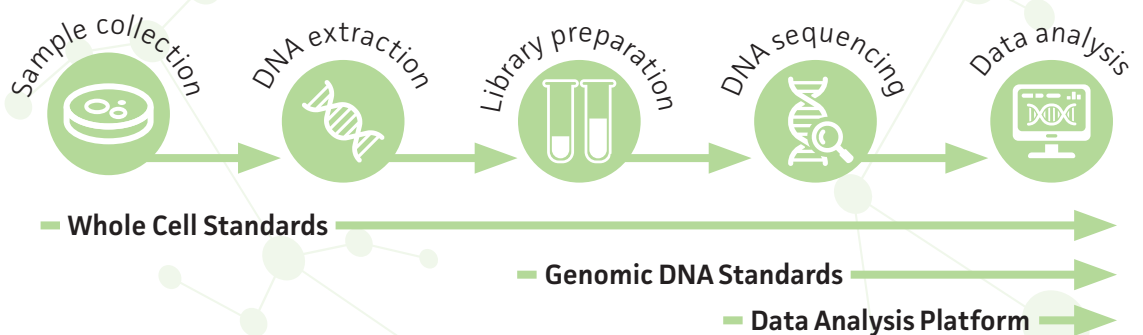 Sample collection
DNA extraction
Library preparation
DNA sequencing
Data analysis
Whole Cell Standards
Genomic DNA Standards
Data Analysis Platform